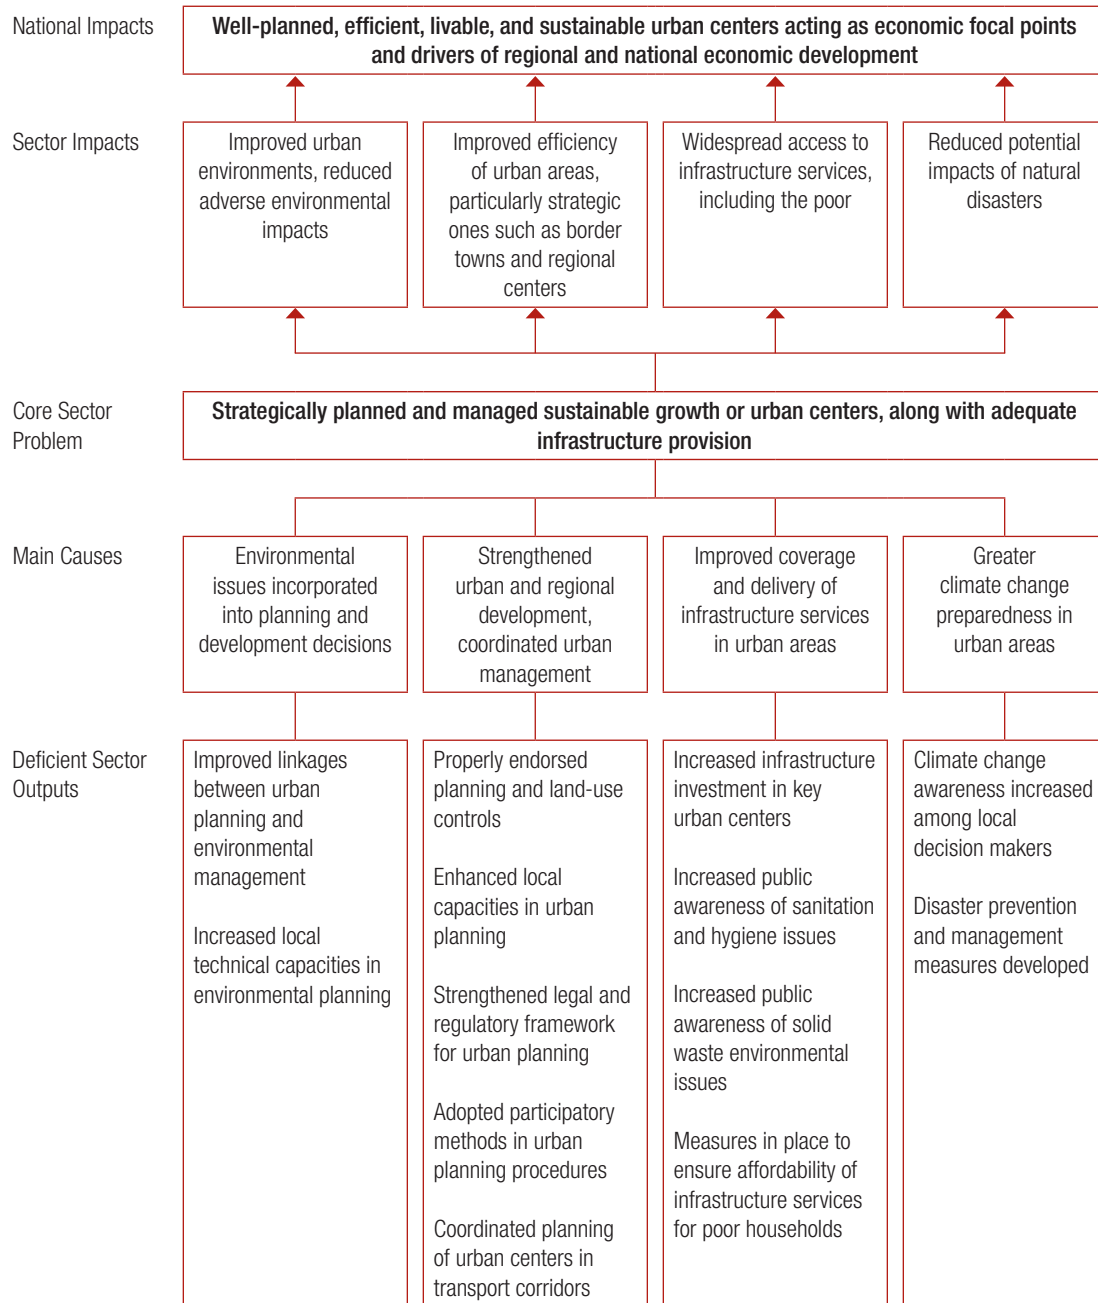 National Impacts
Well-planned, efficient, livable, and sustainable urban centers acting as economic focal points
and drivers of regional and national economic development
Sector Impacts
Improved urban
environments, reduced
adverse environmental
impacts
Improved efficiency
of urban areas,
particularly strategic
ones such as border
towns and regional
centers
Widespread access to
infrastructure services,
including the poor
Reduced potential
impacts of natural
disasters
Core Sector
Problem
Strategically planned and managed sustainable growth or urban centers, along with adequate
infrastructure provision
Main Causes
Environmental
issues incorporated
into planning and
development decisions
Strengthened
urban and regional
development,
coordinated urban
management
Improved coverage
and delivery of
infrastructure services
in urban areas
Greater
climate change
preparedness in
urban areas
Deficient Sector
Outputs
Improved linkages
between urban
planning and
environmental
management
Increased local
technical capacities in
environmental planning
Properly endorsed
planning and land-use
controls
Enhanced local
capacities in urban
planning
Strengthened legal and
regulatory framework
for urban planning
Adopted participatory
methods in urban
planning procedures
Coordinated planning
of urban centers in
transport corridors
Increased infrastructure
investment in key
urban centers
Increased public
awareness of sanitation
and hygiene issues
Increased public
awareness of solid
waste environmental
issues
Measures in place to
ensure affordability of
infrastructure services
for poor households
Climate change
awareness increased
among local
decision makers
Disaster prevention
and management
measures developed